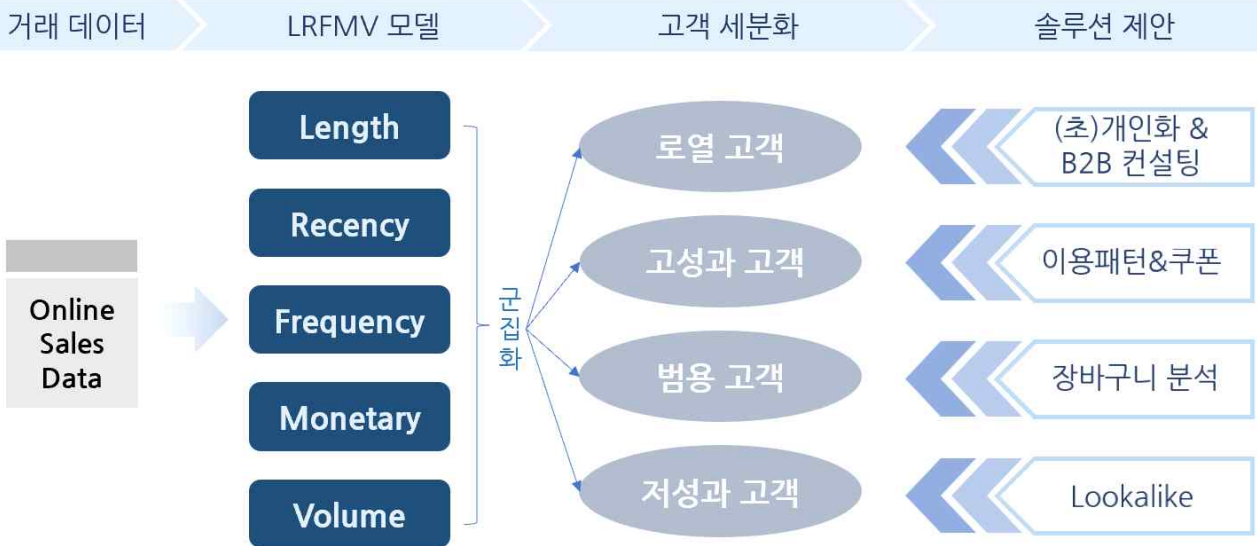 거래 데이터
LRFMV 모델
고객 세분화
솔루션 제안
Online
Sales
Data
Length
Recency
Frequency
Monetary
Volume
군
집
화
로열 고객
고성과 고객
범용 고객
저성과 고객
(초)개인화 &
B2B 컨설팅
이용패턴&쿠폰
장바구니 분석
Lookalike